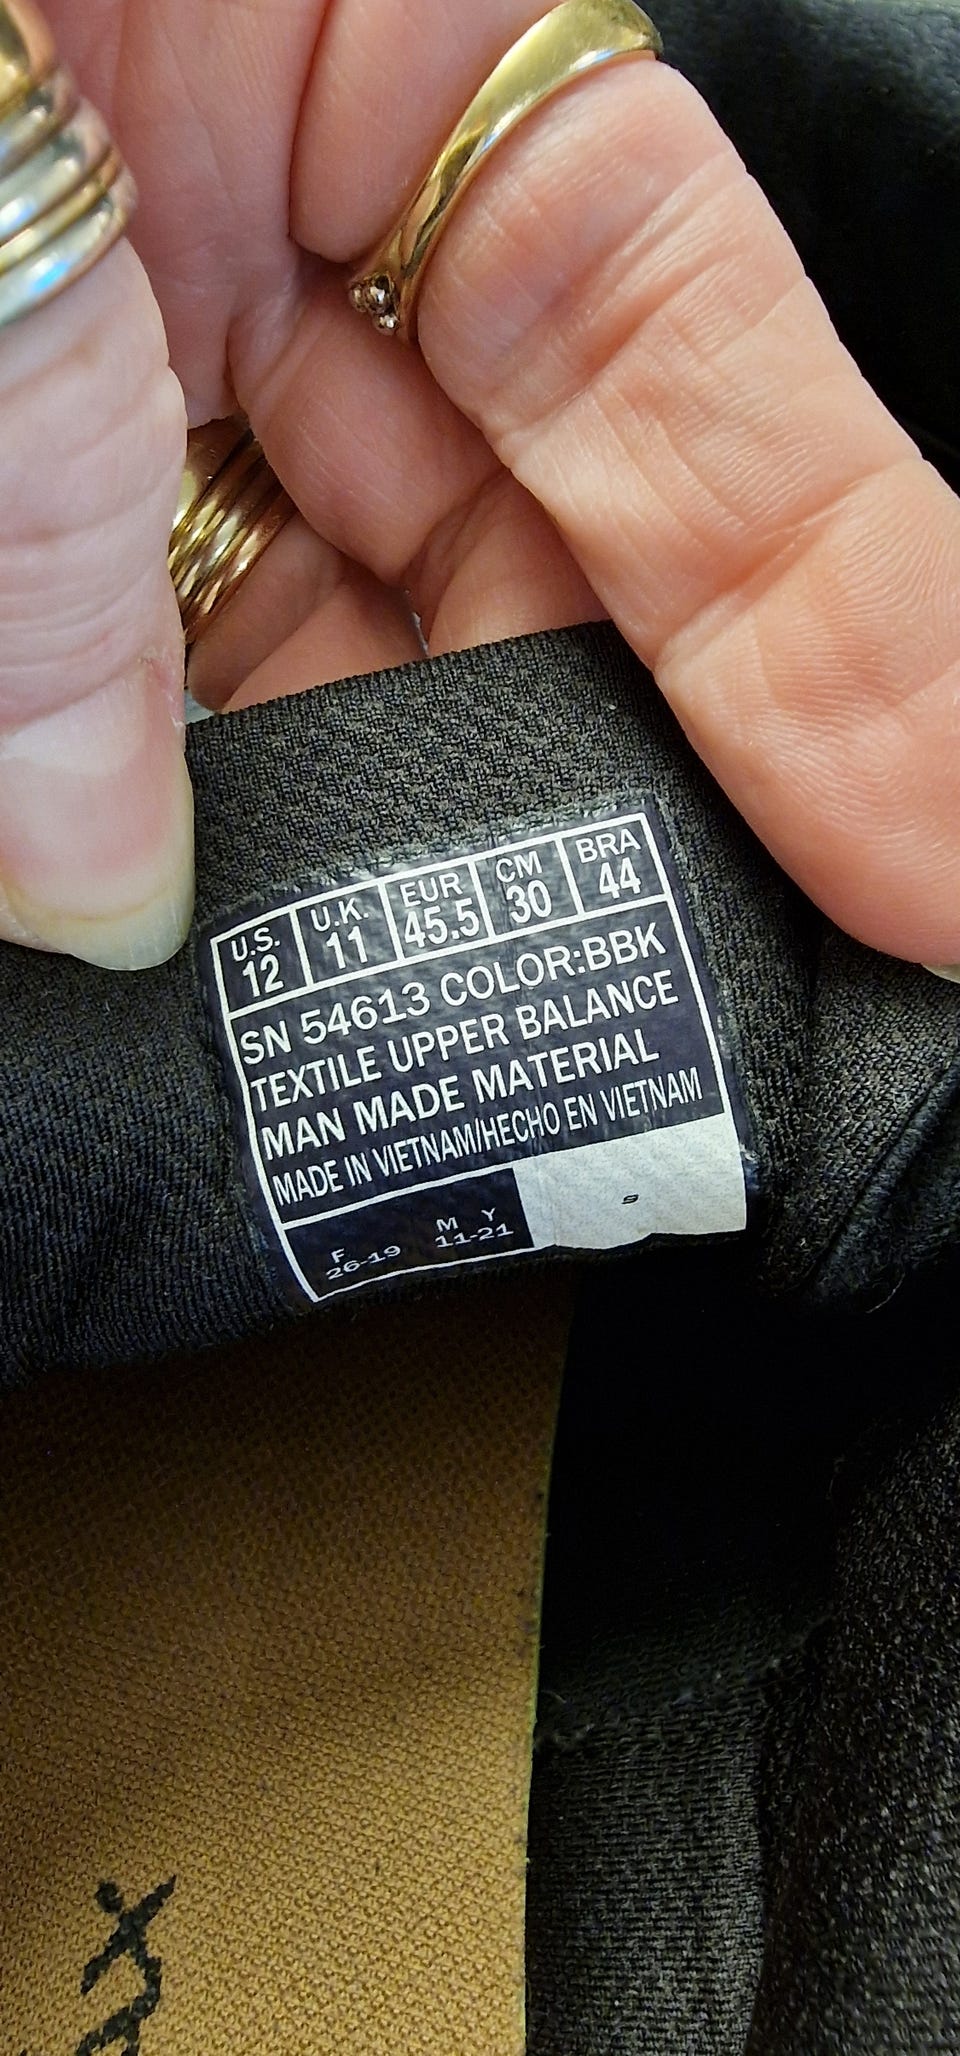 U.S. U.K. EUR CM BRA
12 11 45.5 30 44
SN 54613 COLOR:BBK
TEXTILE UPPER BALANCE
MAN MADE MATERIAL
MADE IN VIETNAM/HECHO EN VIETNAM
F M Y
26-19 11-21
S